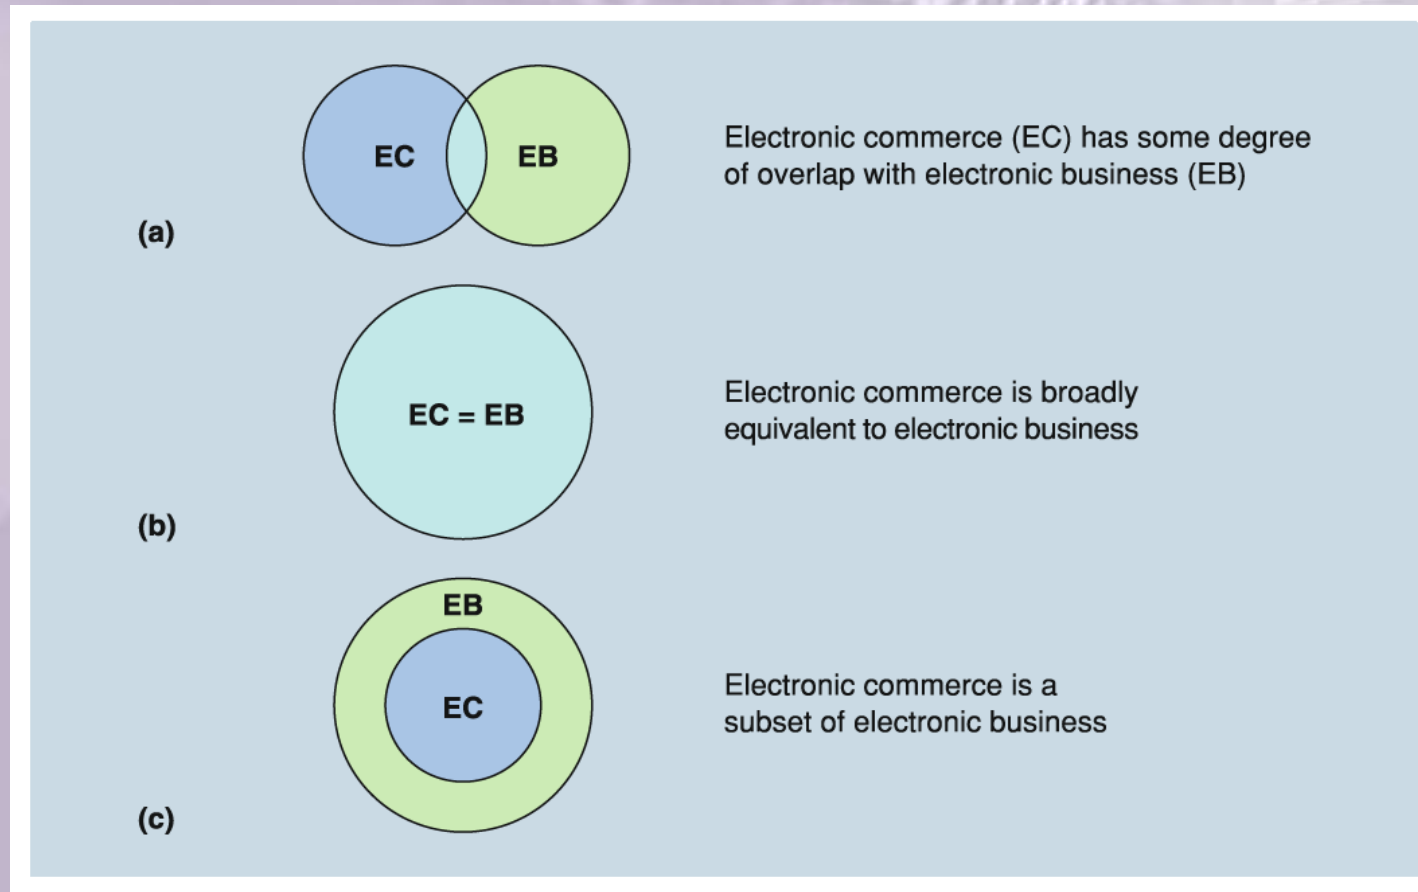 EC EB
Electronic commerce (EC) has some degree
of overlap with electronic business (EB)
(a)
EC = EB
Electronic commerce is broadly
equivalent to electronic business
(b)
EB
EC
Electronic commerce is a
subset of electronic business
(c)